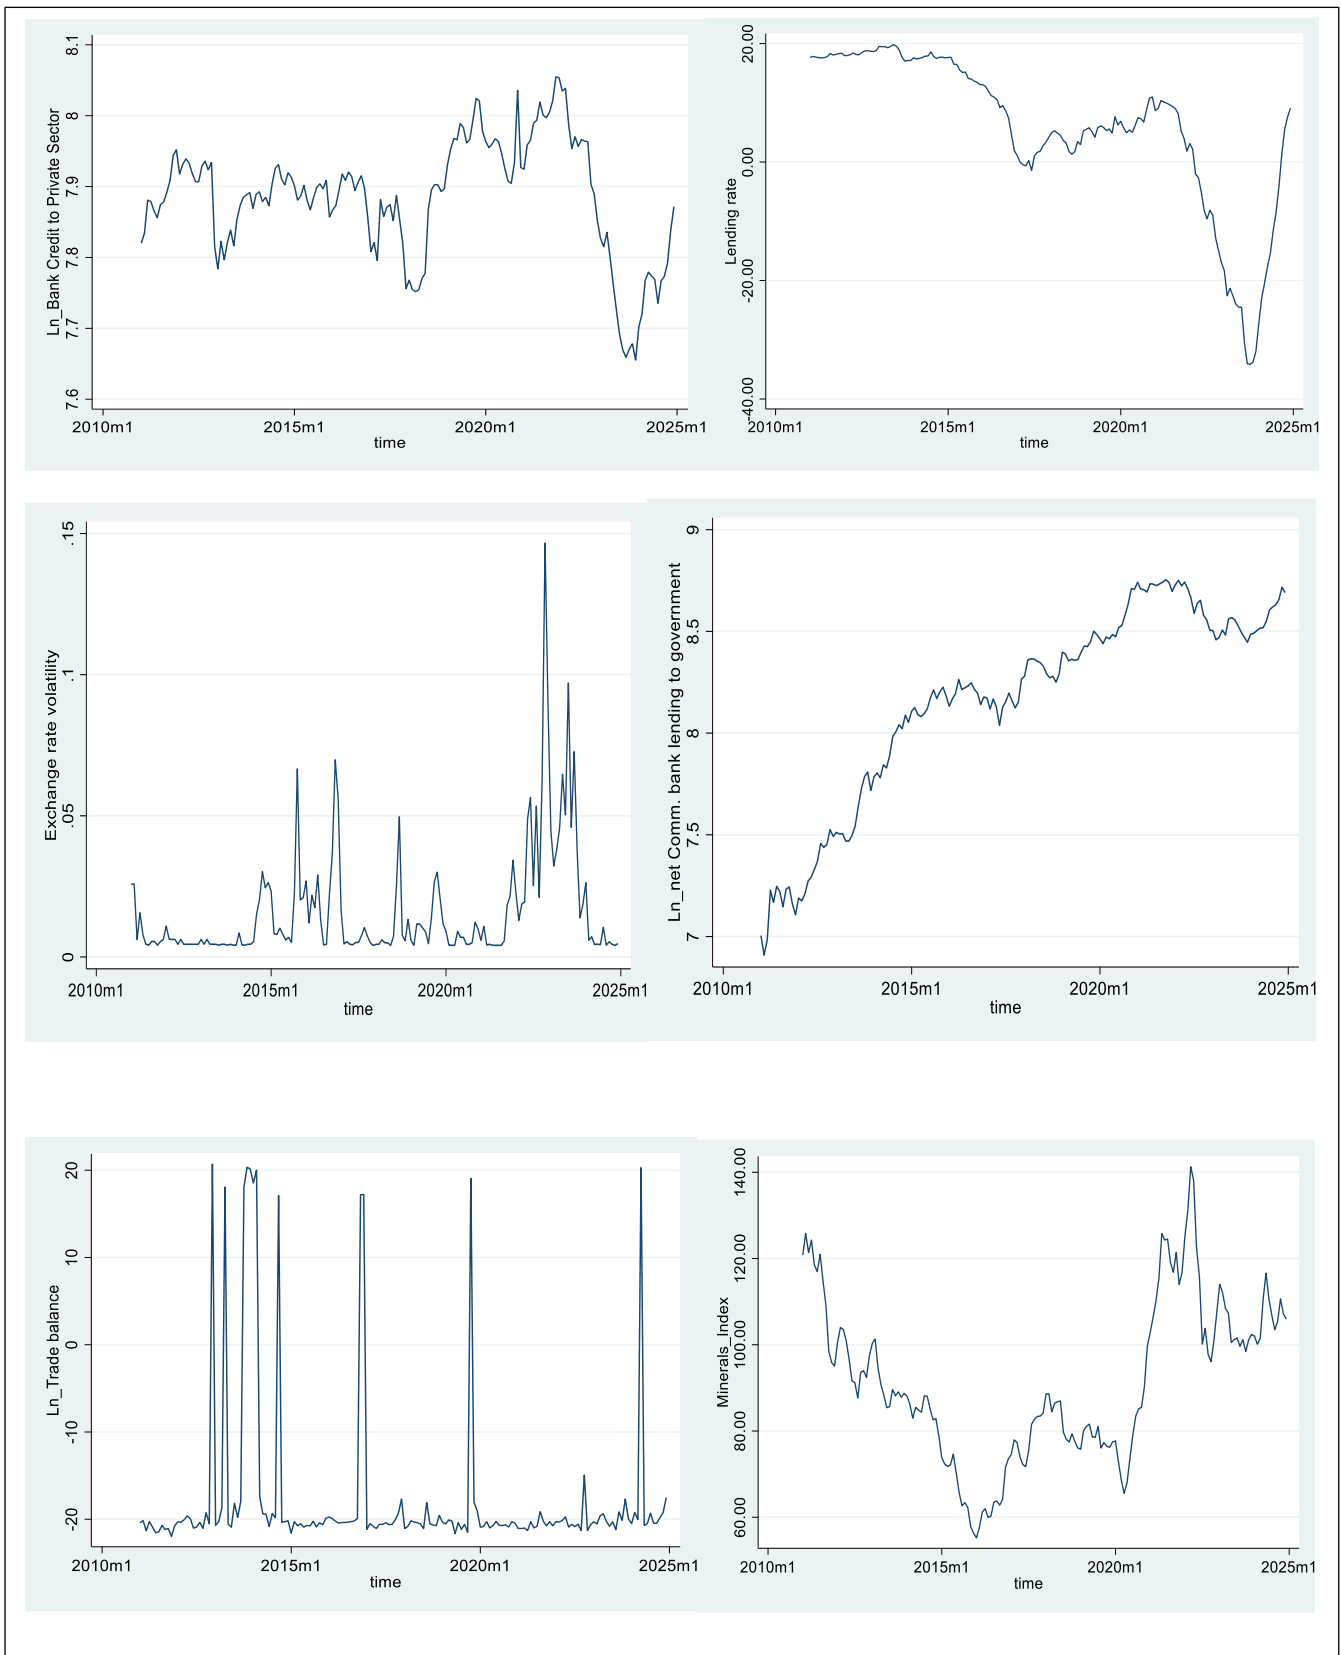 Ln_Bank Credit to Private Sector
8.1
8
7.9
7.8
7.7
7.6
2010m1 2015m1 2020m1 2025m1
time
Lending rate
20.00
0.00
-20.00
-40.00
2010m1 2015m1 2020m1 2025m1
time
Exchange rate volatility
.15
.1
.05
0
2010m1 2015m1 2020m1 2025m1
time
Ln_net Comm. bank lending to government
9
8.5
8
7.5
7
2010m1 2015m1 2020m1 2025m1
time
Ln_Trade balance
20
10
0
-10
-20
2010m1 2015m1 2020m1 2025m1
time
Minerals_Index
140.00
120.00
100.00
80.00
60.00
2010m1 2015m1 2020m1 2025m1
time